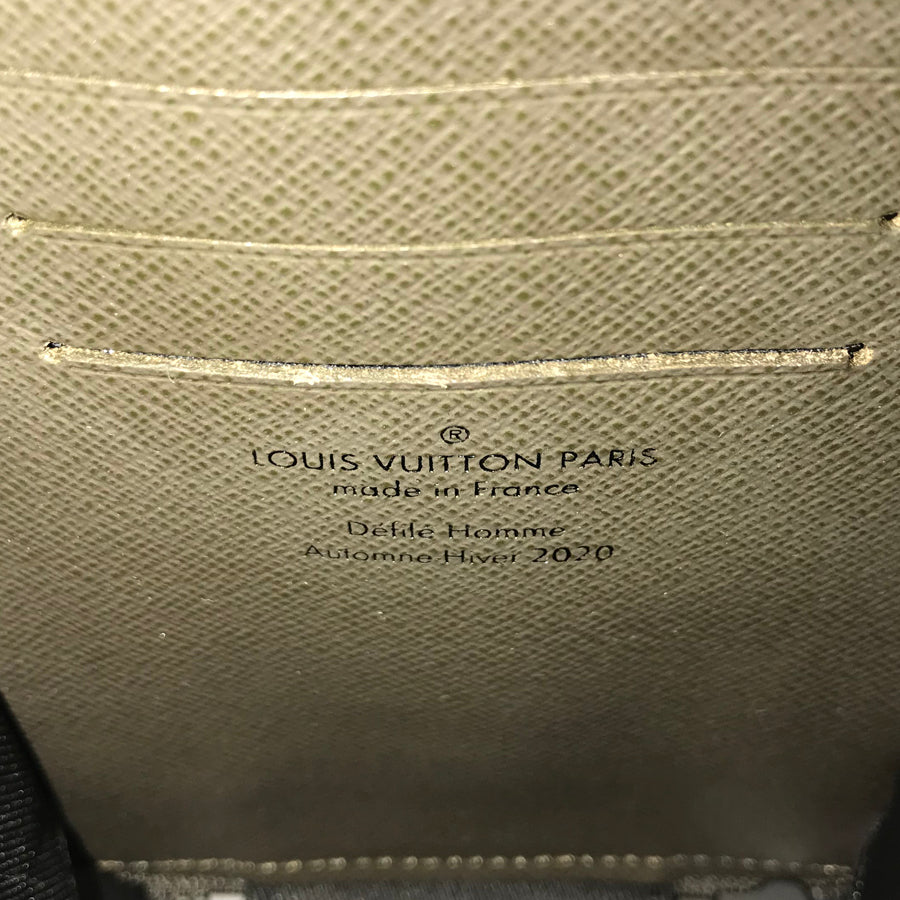 ®
LOUIS VUITTON PARIS
made in France
Défilé Homme
Automne Hiver 2020